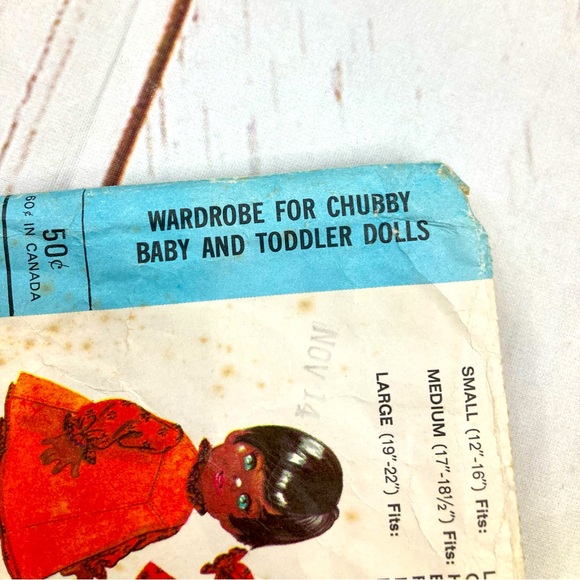 WARDROBE FOR CHUBBY
BABY AND TODDLER DOLLS
50¢
60¢ IN CANADA
NOV 14
SMALL (12"-16") Fits:
MEDIUM (17"-18½") Fits:
LARGE (19"-22") Fits: